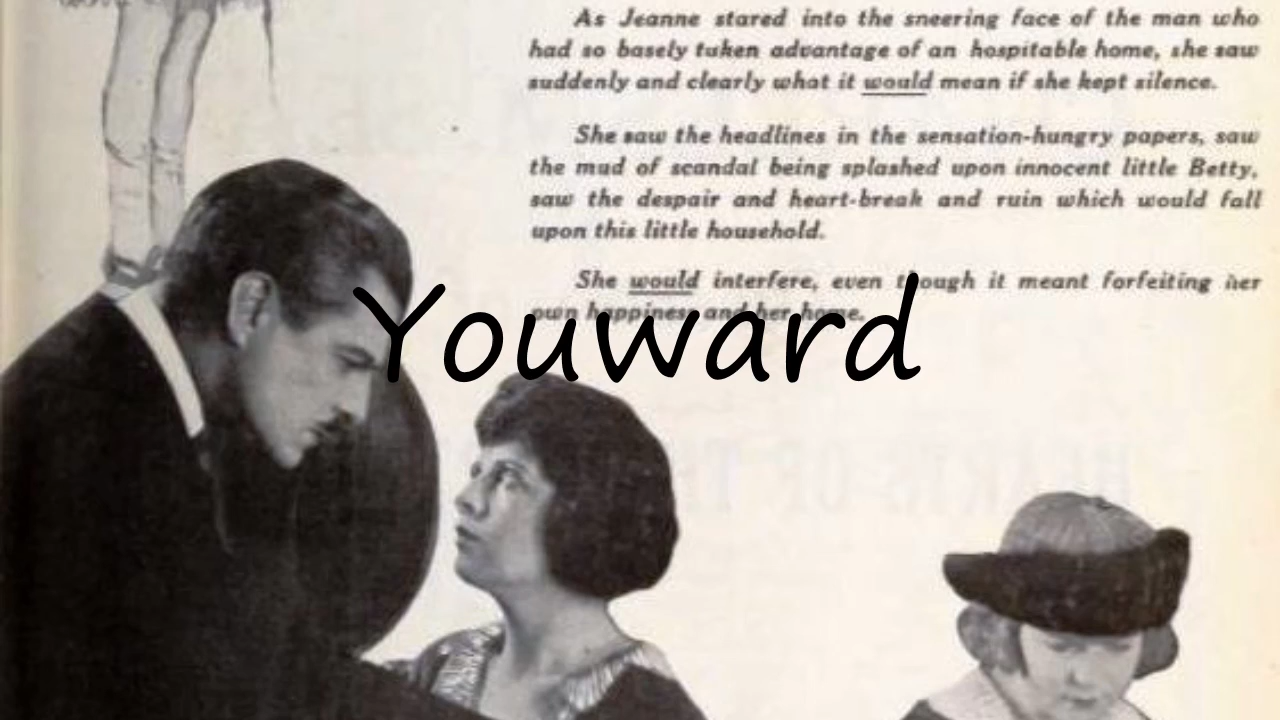 As Jeanne stared into the sneering face of the man who
had so basely taken advantage of an hospitable home, she saw
suddenly and clearly what it would mean if she kept silence.
She saw the headlines in the sensation-hungry papers, saw
the mud of scandal being splashed upon innocent little Betty,
saw the despair and heart-break and ruin which would fall
upon this little household.
She would interfere, even though it meant forfeiting her
own happiness and her home.
Youward